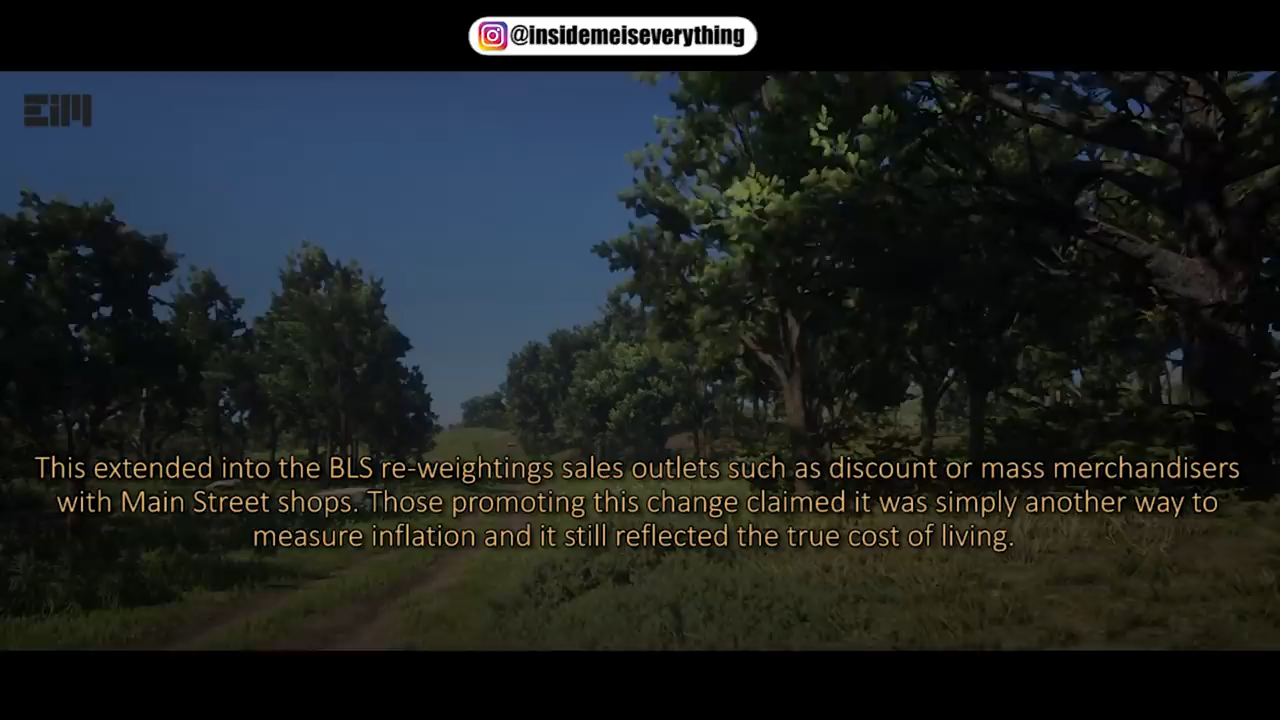 @insidemeiseverything
EiM
This extended into the BLS re-weightings sales outlets such as discount or mass merchandisers
with Main Street shops. Those promoting this change claimed it was simply another way to
measure inflation and it still reflected the true cost of living.